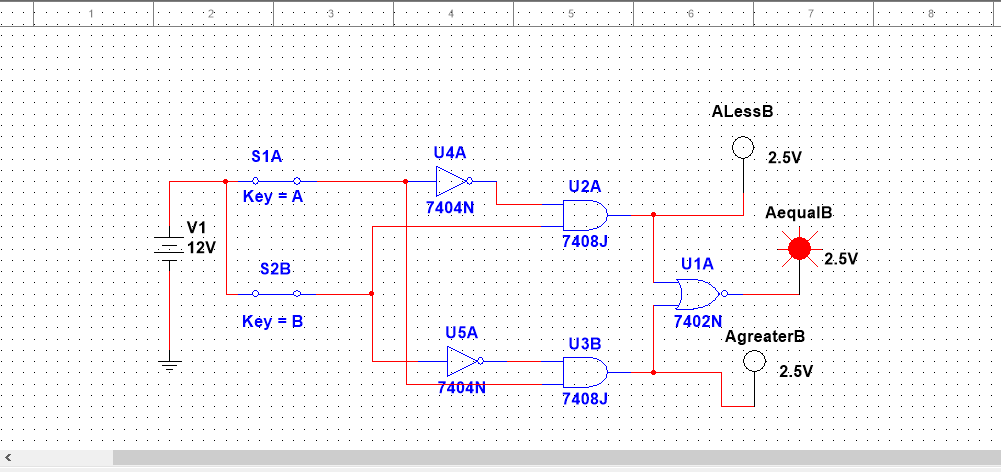 1 2 3 4 5 6 7 8
ALessB
2.5V
S1A
Key = A
U4A
7404N
U2A
7408J
AequalB
2.5V
V1
12V
S2B
Key = B
U1A
7402N
U5A
7404N
U3B
7408J
AgreaterB
2.5V